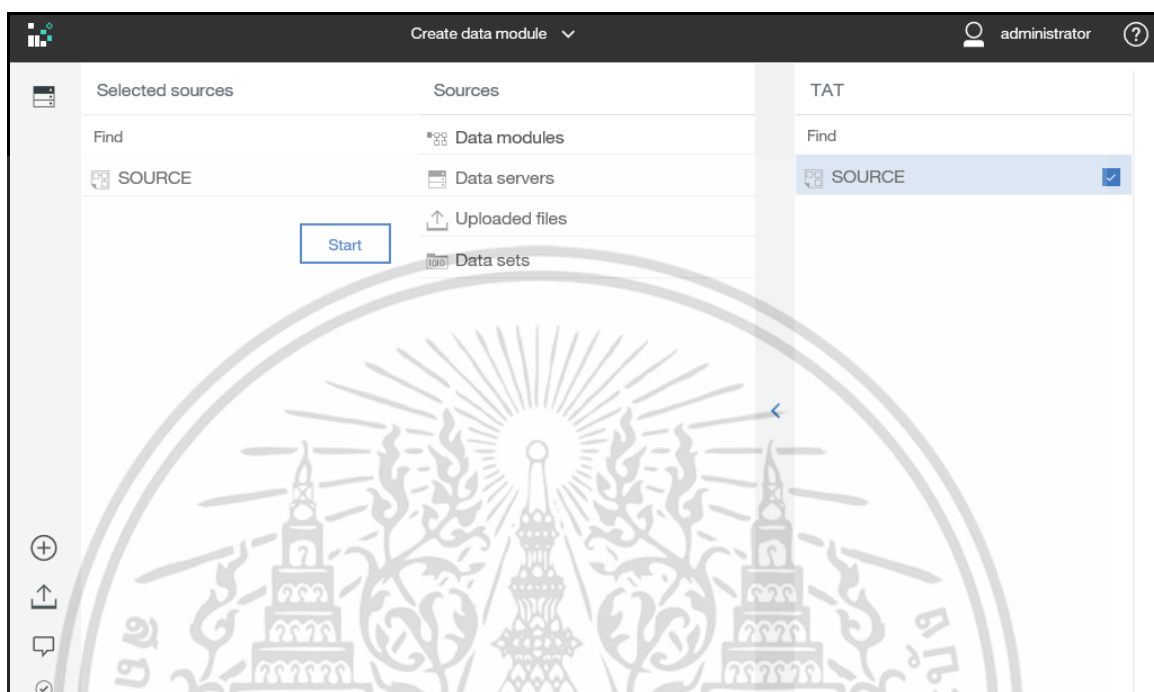 Create data module
administrator
?
Selected sources
Find
SOURCE
Start
Sources
Data modules
Data servers
Uploaded files
Data sets
TAT
Find
SOURCE